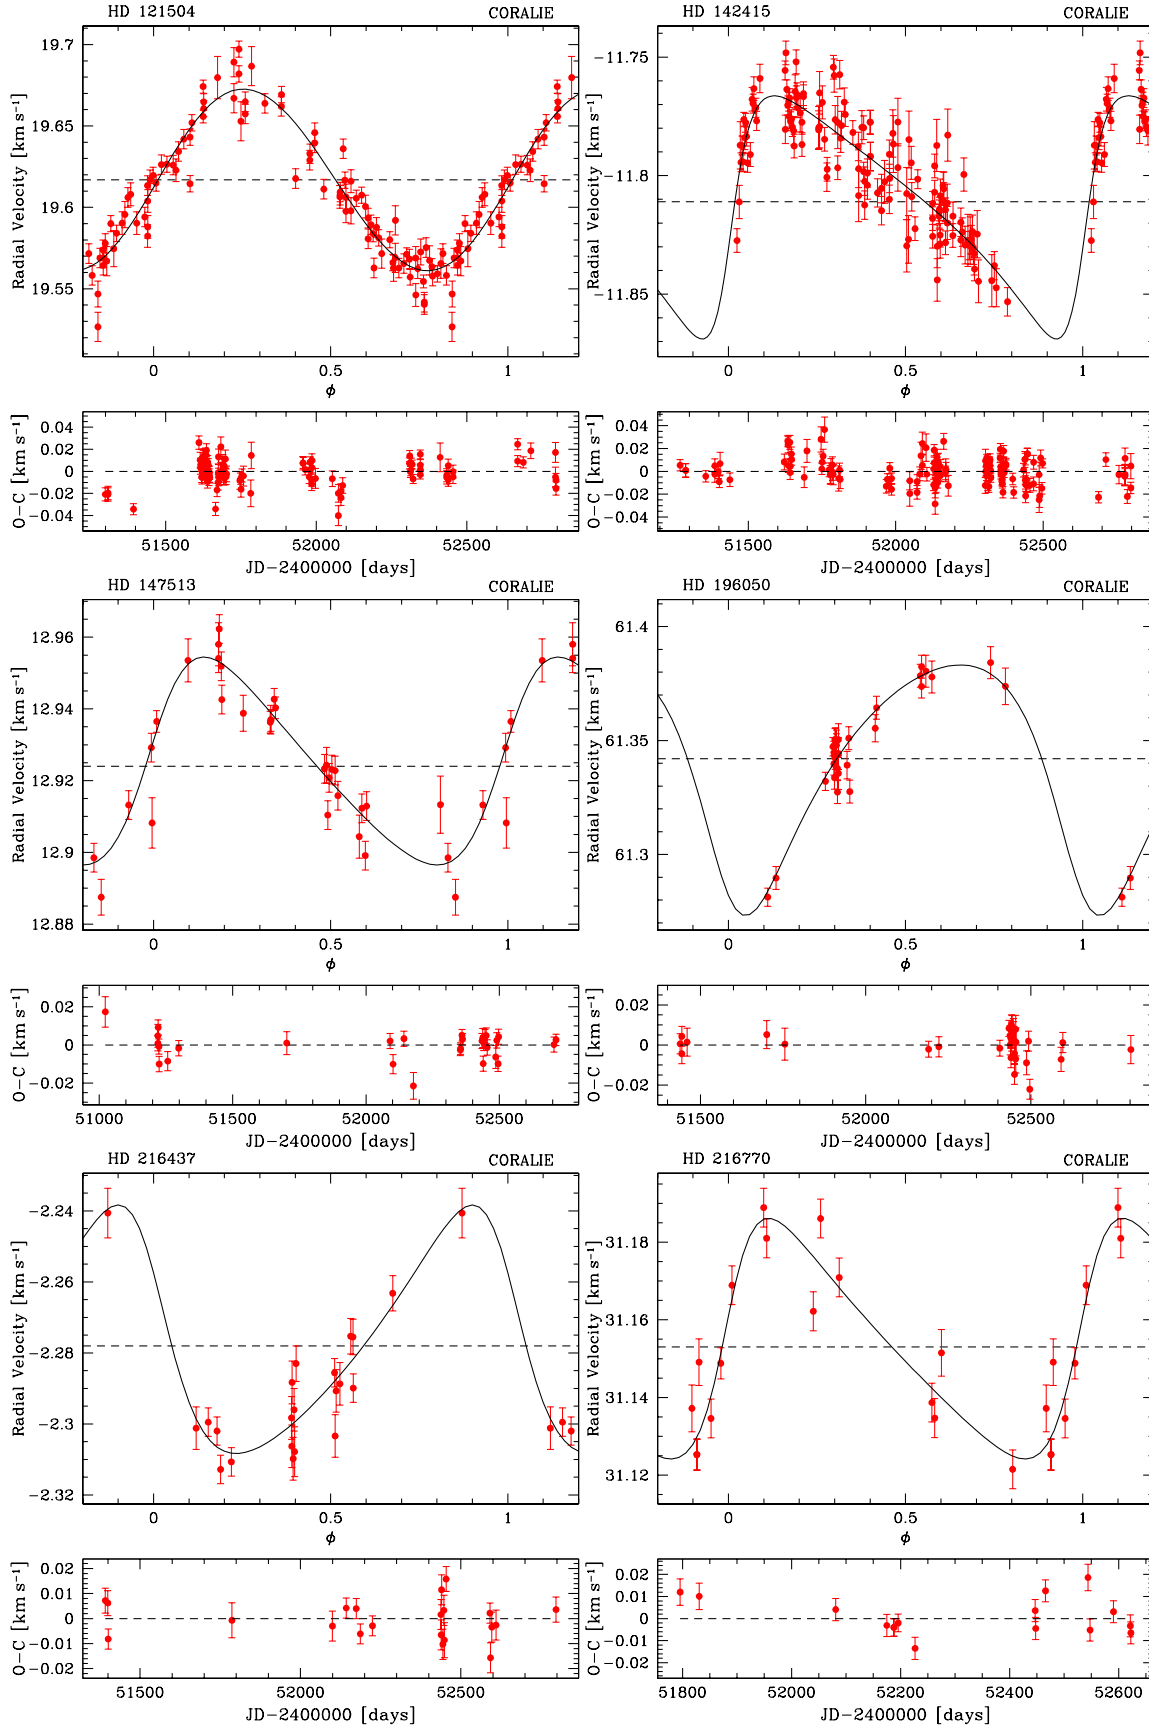 HD 121504 CORALIE
19.7
19.65
19.6
19.55
Radial Velocity [km s⁻¹]
0 0.5 1
ϕ
0.04
0.02
0
−0.02
−0.04
O−C [km s⁻¹]
51500 52000 52500
JD−2400000 [days]
HD 142415 CORALIE
−11.75
−11.8
−11.85
Radial Velocity [km s⁻¹]
0 0.5 1
ϕ
0.04
0.02
0
−0.02
−0.04
O−C [km s⁻¹]
51500 52000 52500
JD−2400000 [days]
HD 147513 CORALIE
12.96
12.94
12.92
12.9
12.88
Radial Velocity [km s⁻¹]
0 0.5 1
ϕ
0.02
0
−0.02
O−C [km s⁻¹]
51000 51500 52000 52500
JD−2400000 [days]
HD 196050 CORALIE
61.4
61.35
61.3
Radial Velocity [km s⁻¹]
0 0.5 1
ϕ
0.02
0
−0.02
O−C [km s⁻¹]
51500 52000 52500
JD−2400000 [days]
HD 216437 CORALIE
−2.24
−2.26
−2.28
−2.3
−2.32
Radial Velocity [km s⁻¹]
0 0.5 1
ϕ
0.02
0.01
0
−0.01
−0.02
O−C [km s⁻¹]
51500 52000 52500
JD−2400000 [days]
HD 216770 CORALIE
31.18
31.16
31.14
31.12
Radial Velocity [km s⁻¹]
0 0.5 1
ϕ
0.02
0.01
0
−0.01
−0.02
O−C [km s⁻¹]
51800 52000 52200 52400 52600
JD−2400000 [days]